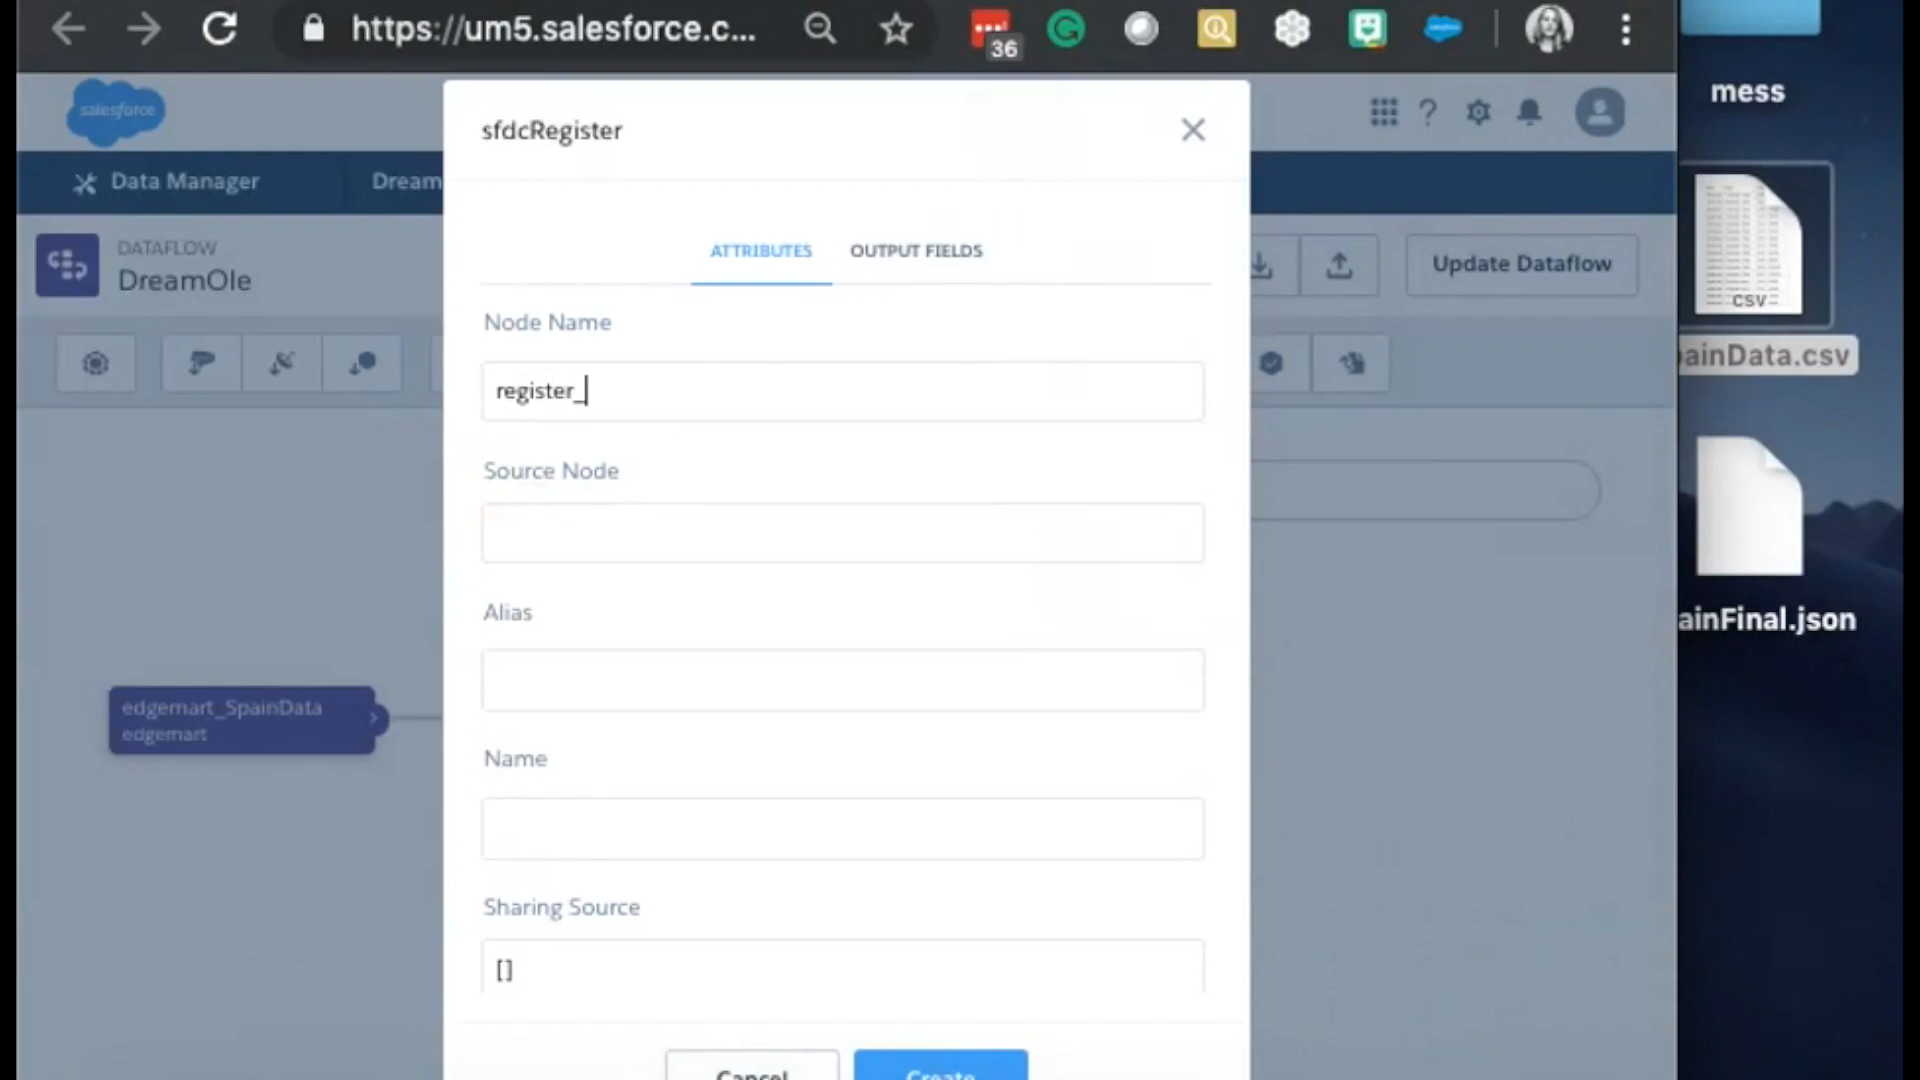 https://um5.salesforce.c...
36
salesforce
mess
sfdcRegister
Data Manager
Dream
ATTRIBUTES
OUTPUT FIELDS
DATAFLOW
DreamOle
Update Dataflow
csv
ainData.csv
Node Name
register_
Source Node
Alias
ainFinal.json
edgemart_SpainData
edgemart
Name
Sharing Source
[]
Cancel
Create